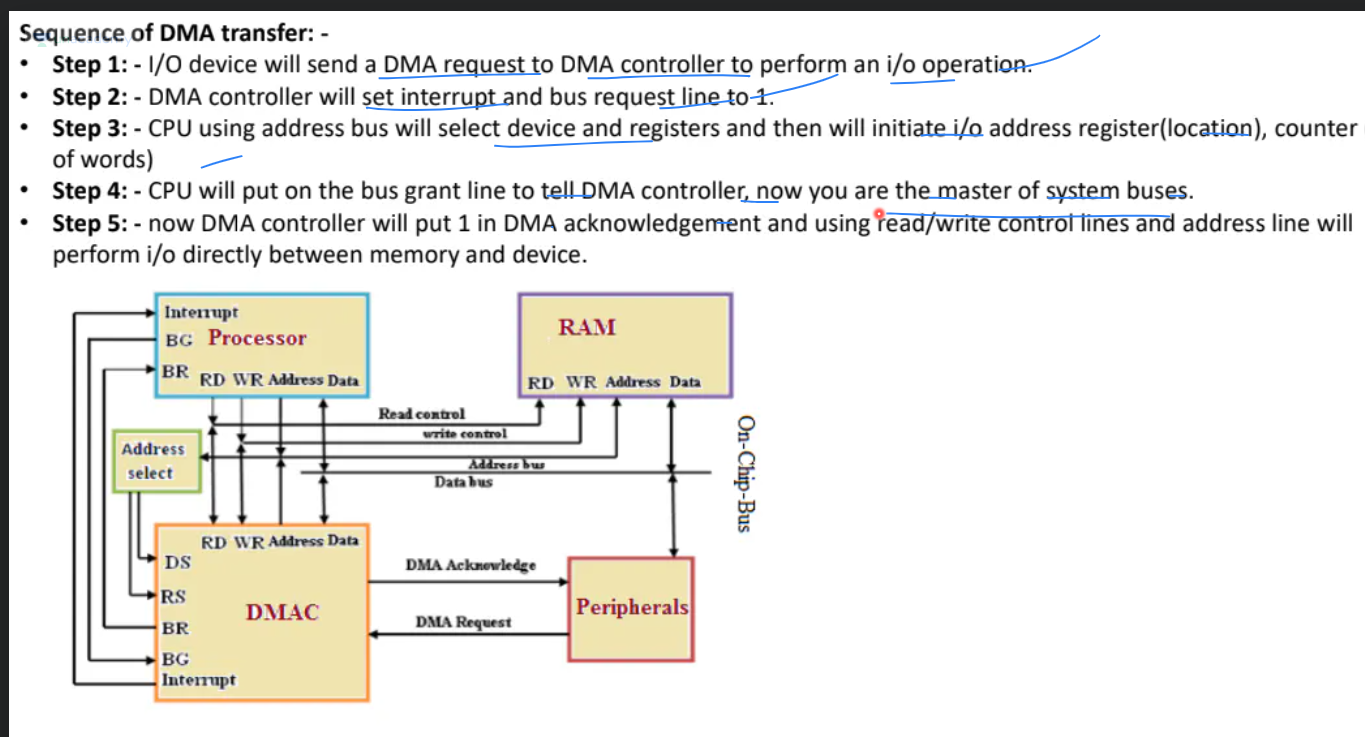 Sequence of DMA transfer: -
• Step 1: - I/O device will send a DMA request to DMA controller to perform an i/o operation.
• Step 2: - DMA controller will set interrupt and bus request line to 1.
• Step 3: - CPU using address bus will select device and registers and then will initiate i/o address register(location), counter
of words)
• Step 4: - CPU will put on the bus grant line to tell DMA controller, now you are the master of system buses.
• Step 5: - now DMA controller will put 1 in DMA acknowledgement and using read/write control lines and address line will
perform i/o directly between memory and device.
Interrupt
BG Processor
BR
RD WR Address Data
RAM
RD WR Address Data
Read control
write control
Address bus
Data bus
On-Chip-Bus
Address
select
RD WR Address Data
DS
RS
DMAC
BR
BG
Interrupt
DMA Acknowledge
DMA Request
Peripherals